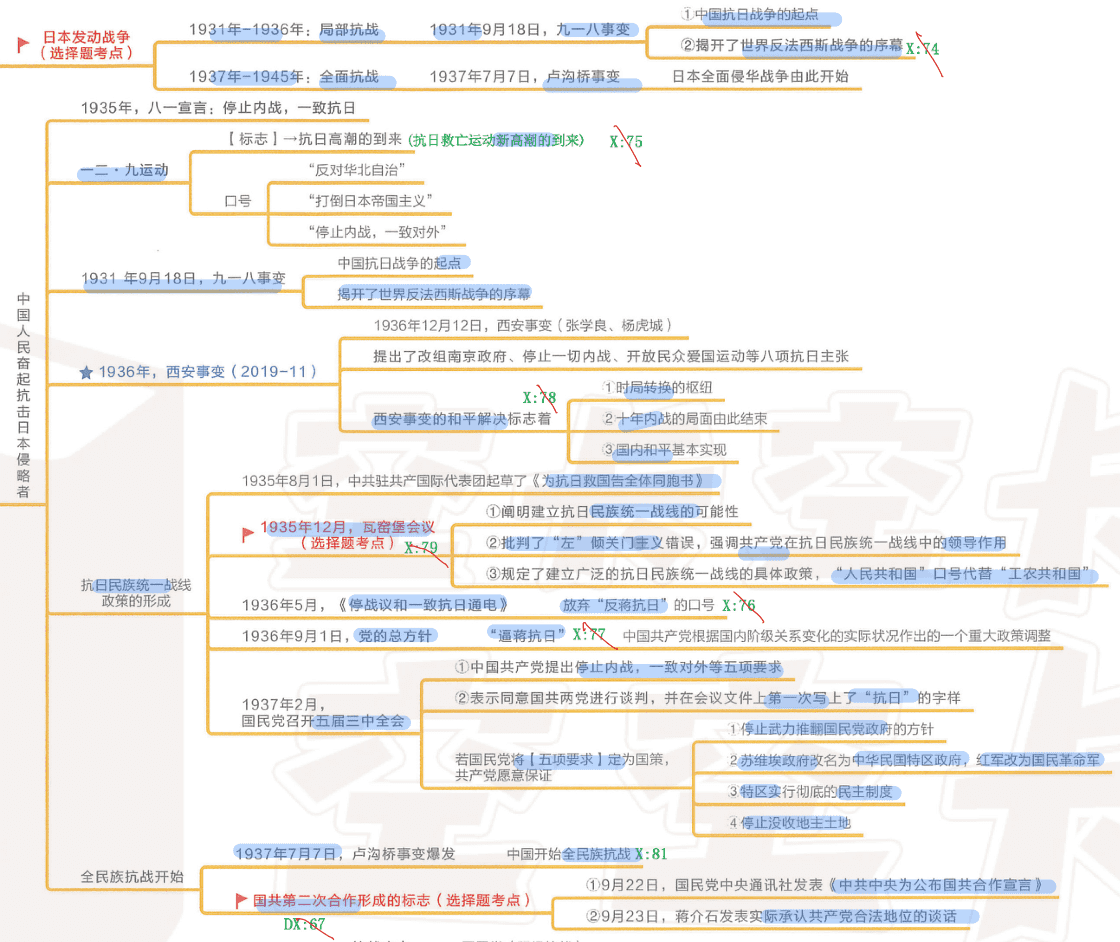 日本发动战争
（选择题考点）
1931年-1936年：局部抗战
1931年9月18日，九一八事变
①中国抗日战争的起点
②揭开了世界反法西斯战争的序幕
X:74
1937年-1945年：全面抗战
1937年7月7日，卢沟桥事变
日本全面侵华战争由此开始
中国人民奋起抗击日本侵略者
1935年，八一宣言：停止内战，一致抗日
一二·九运动
【标志】→抗日高潮的到来
(抗日救亡运动新高潮的到来)
X:75
口号
“反对华北自治”
“打倒日本帝国主义”
“停止内战，一致对外”
1931 年9月18日，九一八事变
中国抗日战争的起点
揭开了世界反法西斯战争的序幕
★ 1936年，西安事变（2019-11）
1936年12月12日，西安事变（张学良、杨虎城）
提出了改组南京政府、停止一切内战、开放民众爱国运动等八项抗日主张
X:78
西安事变的和平解决标志着
①时局转换的枢纽
②十年内战的局面由此结束
③国内和平基本实现
抗日民族统一战线
政策的形成
1935年8月1日，中共驻共产国际代表团起草了《为抗日救国告全体同胞书》
1935年12月，瓦窑堡会议
（选择题考点）
X:79
①阐明建立抗日民族统一战线的可能性
②批判了“左”倾关门主义错误，强调共产党在抗日民族统一战线中的领导作用
③规定了建立广泛的抗日民族统一战线的具体政策，“人民共和国”口号代替“工农共和国”
1936年5月，《停战议和一致抗日通电》
放弃“反蒋抗日”的口号
X:76
1936年9月1日，党的总方针
“逼蒋抗日”
X:77
中国共产党根据国内阶级关系变化的实际状况作出的一个重大政策调整
1937年2月，
国民党召开五届三中全会
①中国共产党提出停止内战，一致对外等五项要求
②表示同意国共两党进行谈判，并在会议文件上第一次写上了“抗日”的字样
若国民党将【五项要求】定为国策，
共产党愿意保证
①停止武力推翻国民党政府的方针
2苏维埃政府改名为中华民国特区政府，红军改为国民革命军
③特区实行彻底的民主制度
④停止没收地主土地
全民族抗战开始
1937年7月7日，卢沟桥事变爆发
中国开始全民族抗战
X:81
国共第二次合作形成的标志（选择题考点）
DX:67
①9月22日，国民党中央通讯社发表《中共中央为公布国共合作宣言》
②9月23日，蒋介石发表实际承认共产党合法地位的谈话